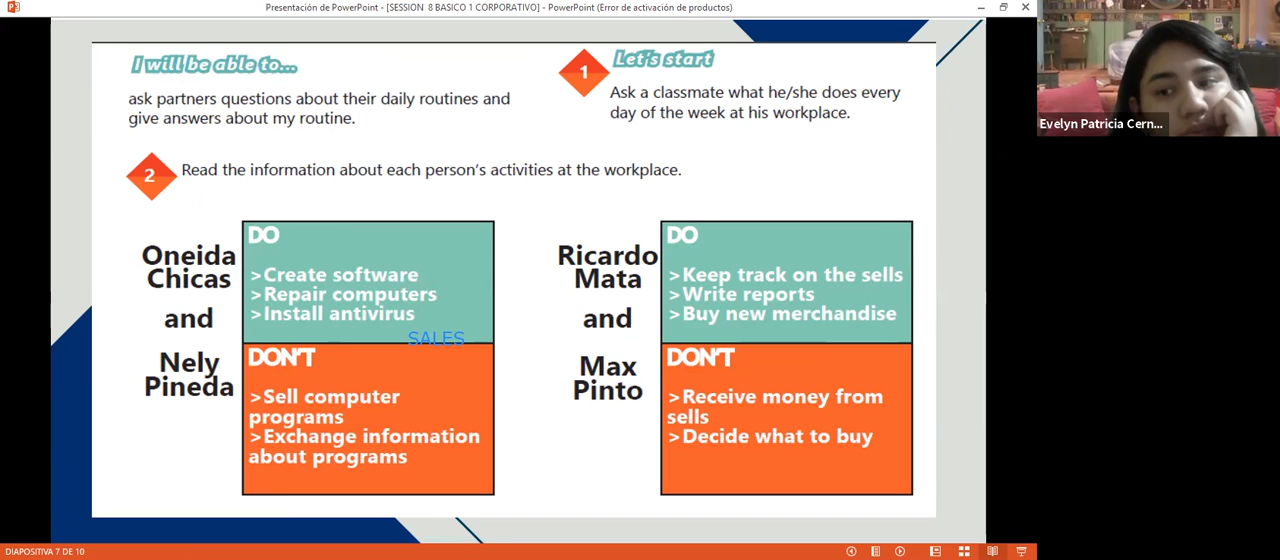 Presentación de PowerPoint - [SESSION  8 BASICO 1 CORPORATIVO] - PowerPoint (Error de activación de productos)
I will be able to...
ask partners questions about their daily routines and
give answers about my routine.
1
Let's start
Ask a classmate what he/she does every
day of the week at his workplace.
Evelyn Patricia Cern...
2
Read the information about each person's activities at the workplace.
Oneida
Chicas
and
Nely
Pineda
DO
>Create software
>Repair computers
>Install antivirus
SALES
DON'T
>Sell computer
programs
>Exchange information
about programs
Ricardo
Mata
and
Max
Pinto
DO
>Keep track on the sells
>Write reports
>Buy new merchandise
DON'T
>Receive money from
sells
>Decide what to buy
DIAPOSITIVA 7 DE 10